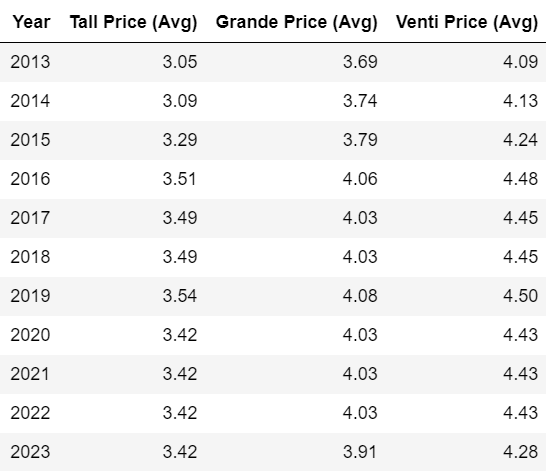 Year Tall Price (Avg) Grande Price (Avg) Venti Price (Avg)
2013 3.05 3.69 4.09
2014 3.09 3.74 4.13
2015 3.29 3.79 4.24
2016 3.51 4.06 4.48
2017 3.49 4.03 4.45
2018 3.49 4.03 4.45
2019 3.54 4.08 4.50
2020 3.42 4.03 4.43
2021 3.42 4.03 4.43
2022 3.42 4.03 4.43
2023 3.42 3.91 4.28